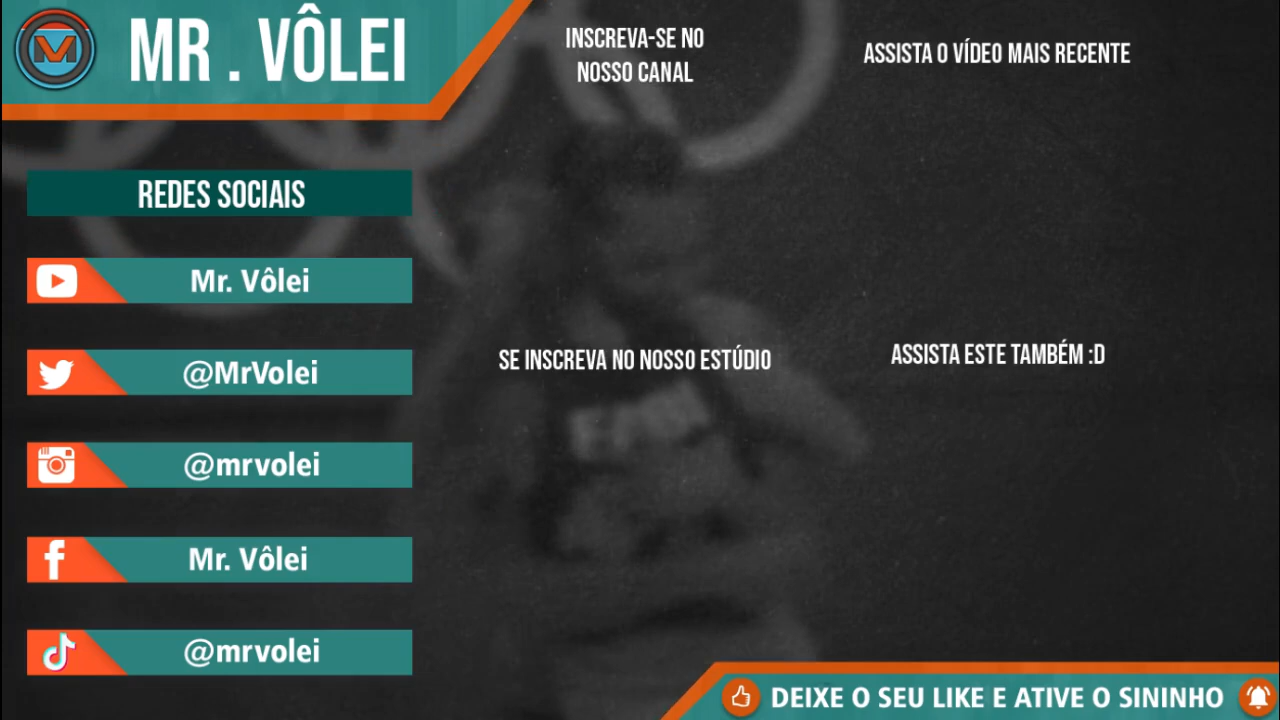 MR . VÔLEI
INSCREVA-SE NO
NOSSO CANAL
ASSISTA O VÍDEO MAIS RECENTE
REDES SOCIAIS
Mr. Vôlei
@MrVolei
@mrvolei
Mr. Vôlei
@mrvolei
SE INSCREVA NO NOSSO ESTÚDIO
ASSISTA ESTE TAMBÉM :D
DEIXE O SEU LIKE E ATIVE O SININHO